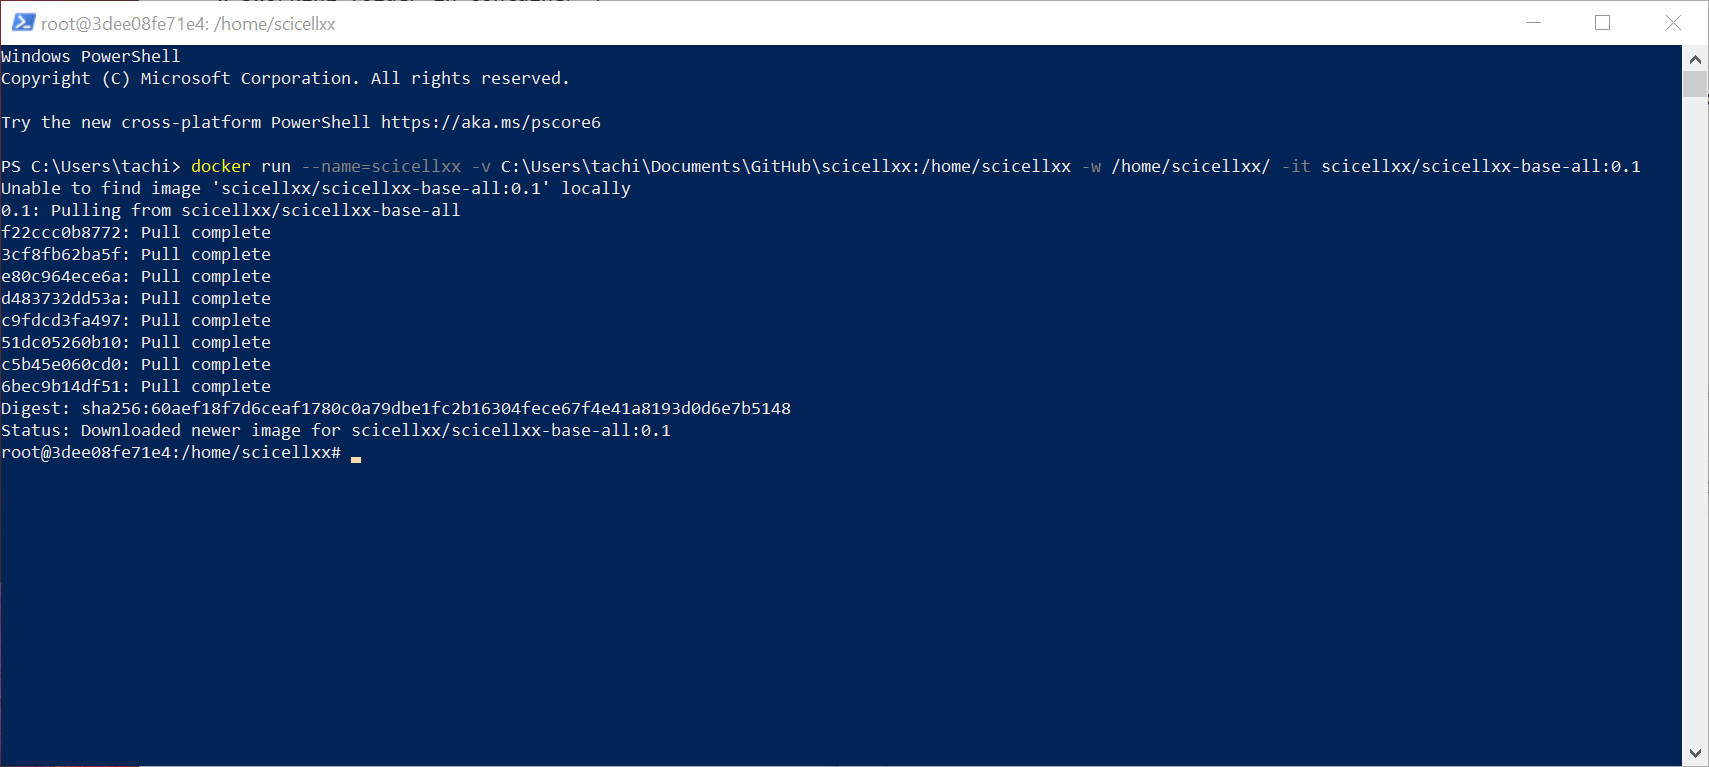 root@3dee08fe71e4: /home/scicellxx
Windows PowerShell
Copyright (C) Microsoft Corporation. All rights reserved.
Try the new cross-platform PowerShell https://aka.ms/pscore6
PS C:\Users\tachi> docker run --name=scicellxx -v C:\Users\tachi\Documents\GitHub\scicellxx:/home/scicellxx -w /home/scicellxx/ -it scicellxx/scicellxx-base-all:0.1
Unable to find image 'scicellxx/scicellxx-base-all:0.1' locally
0.1: Pulling from scicellxx/scicellxx-base-all
f22ccc0b8772: Pull complete
3cf8fb62ba5f: Pull complete
e80c964ece6a: Pull complete
d483732dd53a: Pull complete
c9fdcd3fa497: Pull complete
51dc05260b10: Pull complete
c5b45e060cd0: Pull complete
6bec9b14df51: Pull complete
Digest: sha256:60aef18f7d6ceaf1780c0a79dbe1fc2b16304fece67f4e41a8193d0d6e7b5148
Status: Downloaded newer image for scicellxx/scicellxx-base-all:0.1
root@3dee08fe71e4:/home/scicellxx#